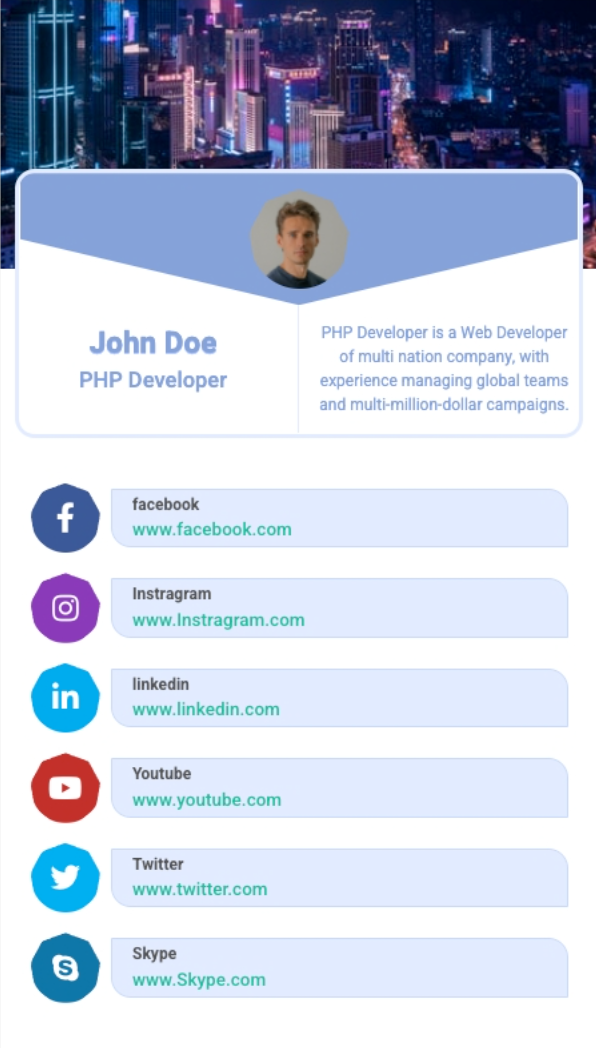 John Doe
PHP Developer
PHP Developer is a Web Developer
of multi nation company, with
experience managing global teams
and multi-million-dollar campaigns.
facebook
www.facebook.com
Instragram
www.Instragram.com
linkedin
www.linkedin.com
Youtube
www.youtube.com
Twitter
www.twitter.com
Skype
www.Skype.com